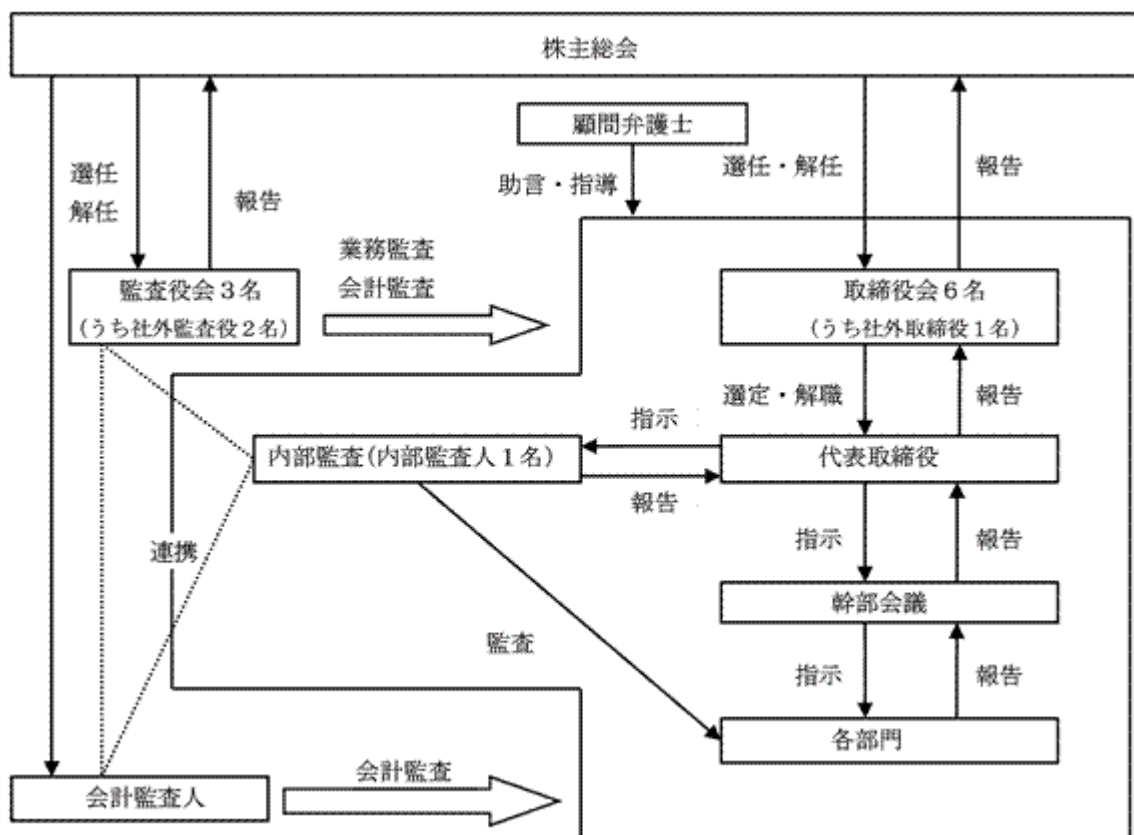 株主総会
顧問弁護士
選任
解任
報告
助言・指導
選任・解任
報告
業務監査
会計監査
監査役会3名
(うち社外監査役2名)
取締役会6名
(うち社外取締役1名)
選定・解職
報告
指示
内部監査(内部監査人1名)
代表取締役
報告
連携
指示
報告
幹部会議
監査
指示
報告
各部門
会計監査
会計監査人